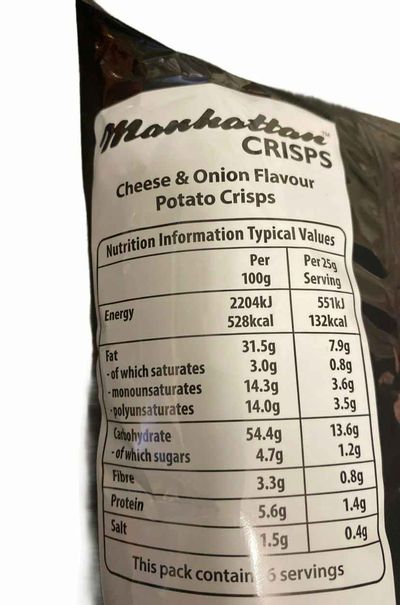 Manhattan™
CRISPS
Cheese & Onion Flavour
Potato Crisps
Nutrition Information Typical Values
Per 100g Per 25g Serving
Energy 2204kJ 551kJ
528kcal 132kcal
Fat 31.5g 7.9g
- of which saturates 3.0g 0.8g
- monounsaturates 14.3g 3.6g
- polyunsaturates 14.0g 3.5g
Carbohydrate 54.4g 13.6g
- of which sugars 4.7g 1.2g
Fibre 3.3g 0.8g
Protein 5.6g 1.4g
Salt 1.5g 0.4g
This pack contain 6 servings